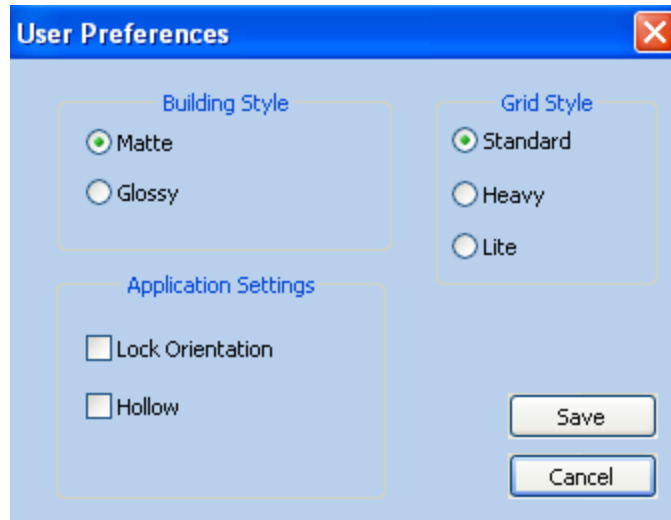 User Preferences
Building Style
Matte
Glossy
Grid Style
Standard
Heavy
Lite
Application Settings
Lock Orientation
Hollow
Save
Cancel